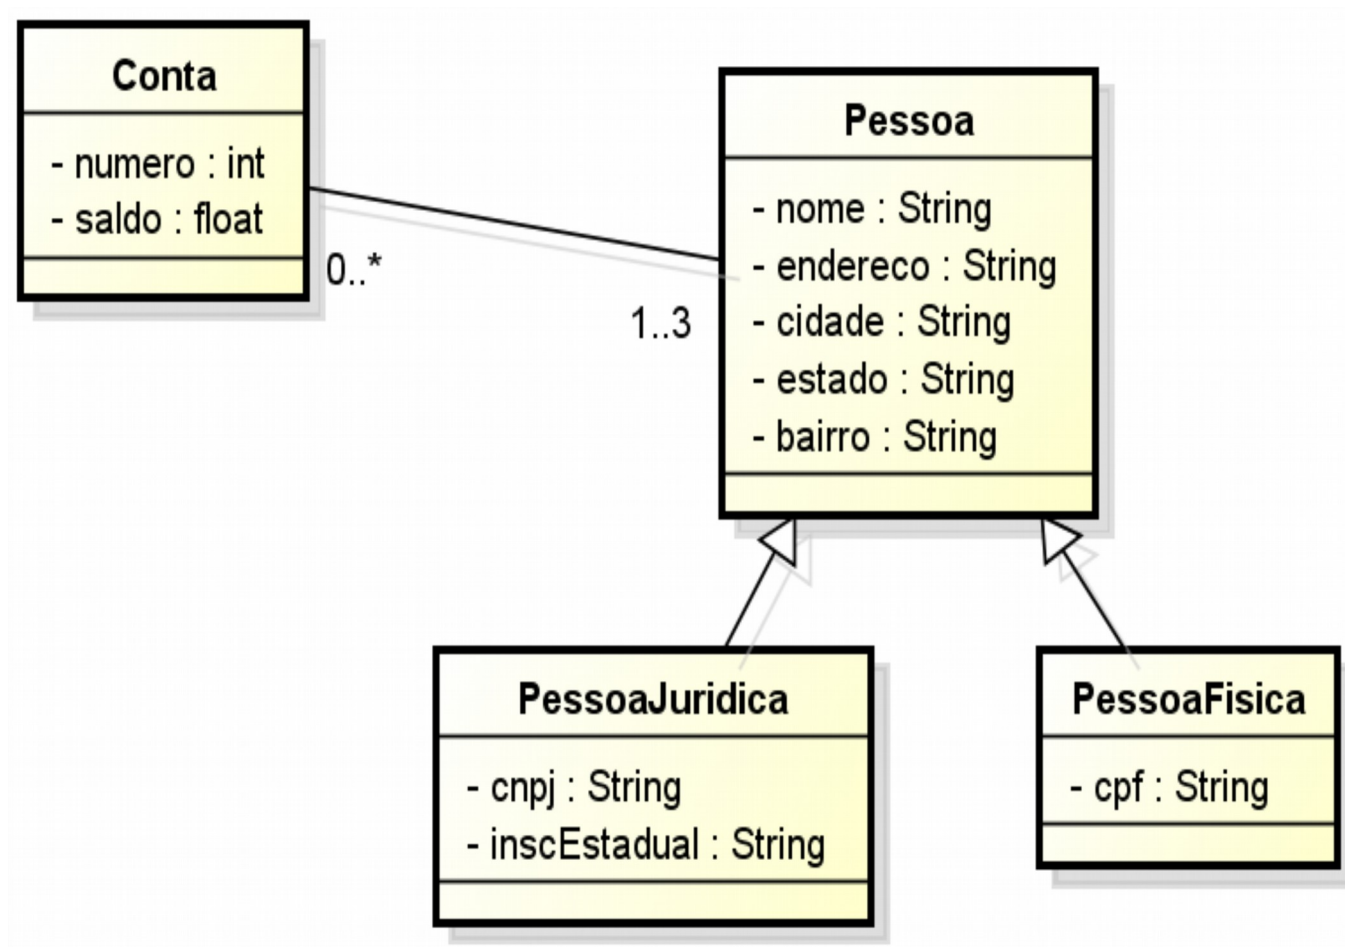 Conta
- numero : int
- saldo : float
0..*
1..3
Pessoa
- nome : String
- endereco : String
- cidade : String
- estado : String
- bairro : String
PessoaJuridica
- cnpj : String
- inscEstadual : String
PessoaFisica
- cpf : String